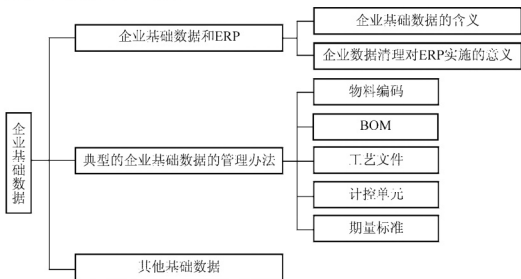 企业基础数据
企业基础数据和ERP
企业基础数据的含义
企业数据清理对ERP实施的意义
典型的企业基础数据的管理办法
物料编码
BOM
工艺文件
计控单元
期量标准
其他基础数据